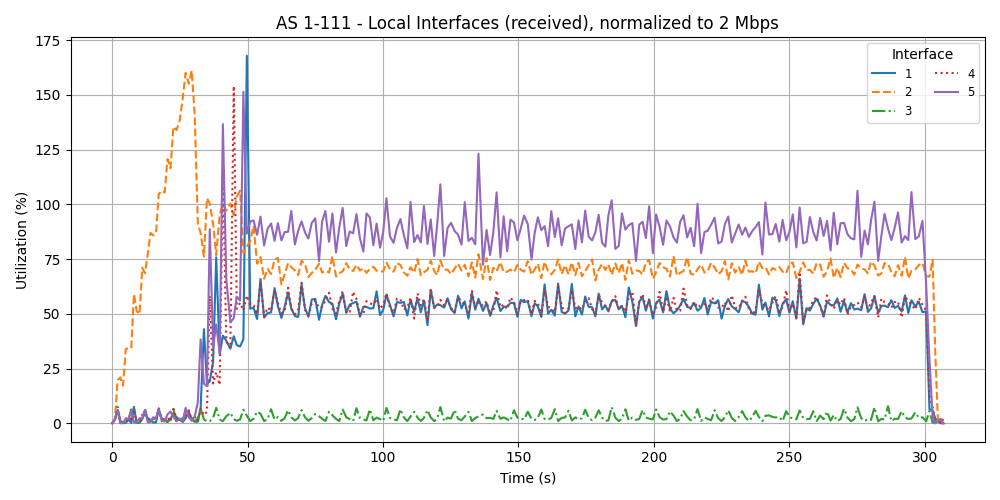 AS 1-111 - Local Interfaces (received), normalized to 2 Mbps
Utilization (%)
175
150
125
100
75
50
25
0
0 50 100 150 200 250 300
Time (s)
Interface
1 4
2 5
3